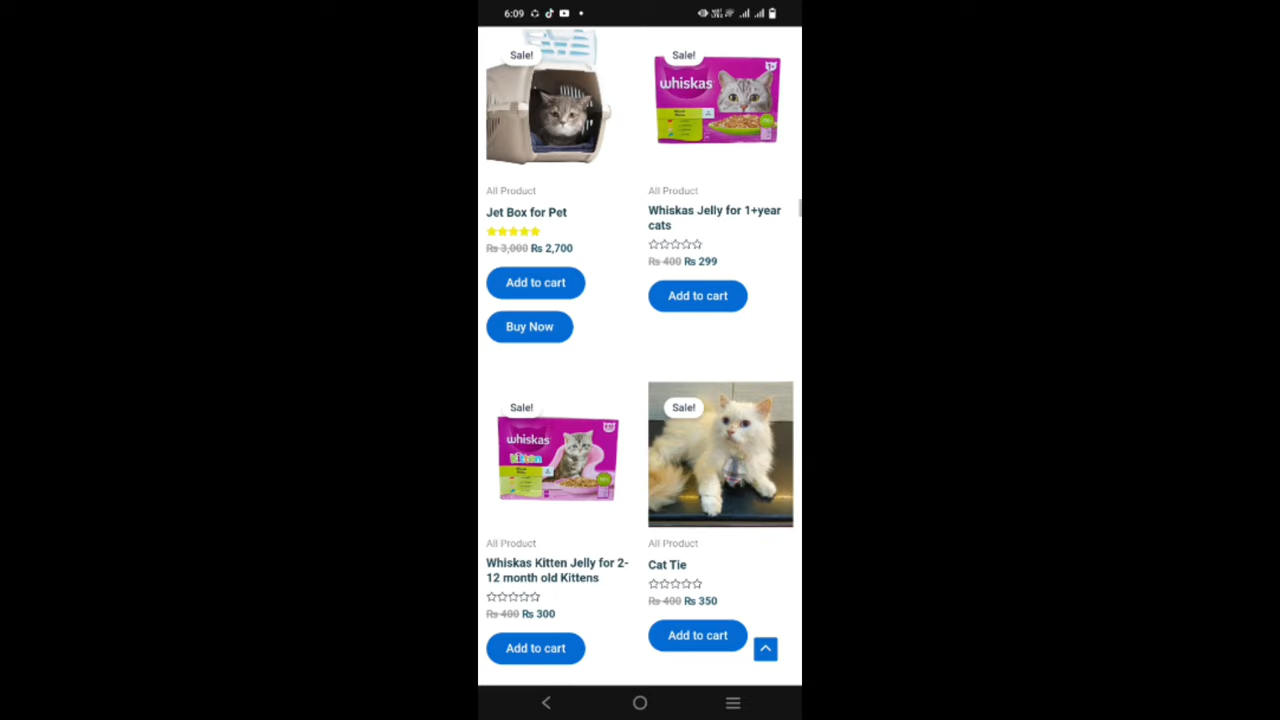 6:09
Sale!
Sale!
whiskas
All Product
All Product
Jet Box for Pet
Whiskas Jelly for 1+year
cats
₨ 3,000 ₨ 2,700
₨ 400 ₨ 299
Add to cart
Add to cart
Buy Now
Sale!
Sale!
whiskas
kitten
All Product
All Product
Whiskas Kitten Jelly for 2-
12 month old Kittens
Cat Tie
₨ 400 ₨ 300
₨ 400 ₨ 350
Add to cart
Add to cart